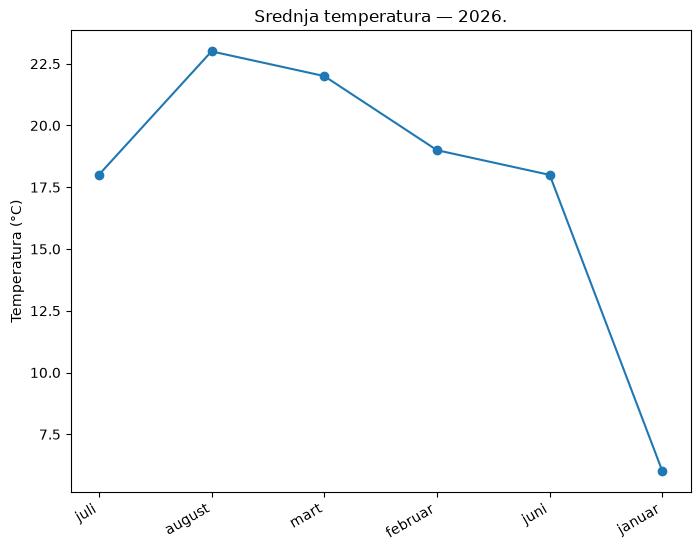 Srednja temperatura — 2026.
Temperatura (°C)
22.5
20.0
17.5
15.0
12.5
10.0
7.5
juli
august
mart
februar
juni
januar